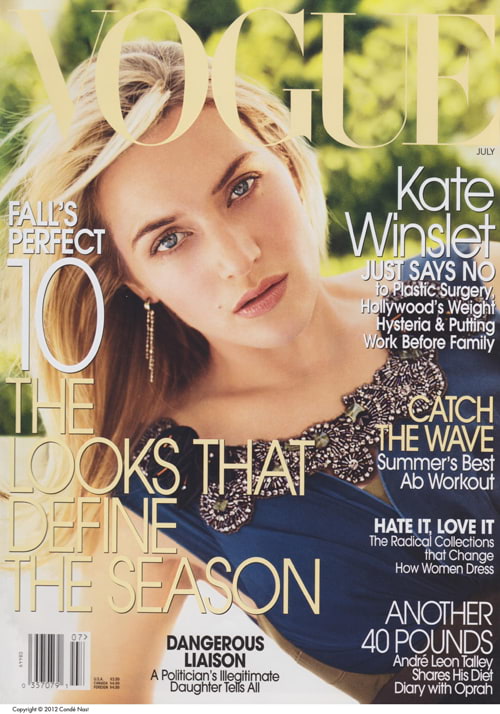 VOGUE
JULY
Kate
Winslet
JUST SAYS NO
to Plastic Surgery,
Hollywood's Weight
Hysteria & Putting
Work Before Family
FALL'S
PERFECT
10
THE
LOOKS THAT
DEFINE
THE SEASON
CATCH
THE WAVE
Summer's Best
Ab Workout
HATE IT, LOVE IT
The Radical Collections
that Change
How Women Dress
ANOTHER
40 POUNDS
André Leon Talley
Shares His Diet
Diary with Oprah
DANGEROUS
LIAISON
A Politician's Illegitimate
Daughter Tells All
07>
Copyright © 2012 Condé Nast